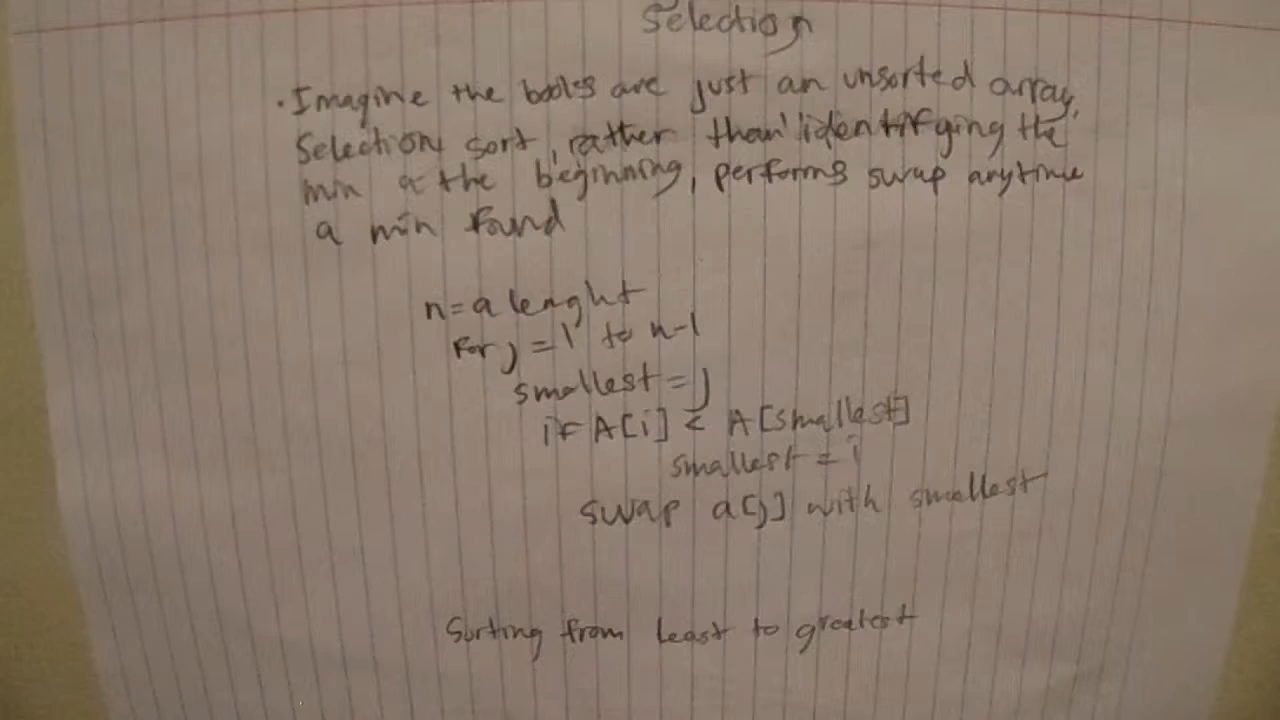 Selection
· Imagine the books are just an unsorted array,
Selection sort, rather than identifying the
min at the beginning, performs swap anytime
a min found
n = a lenght
For j = 1 to n-1
smallest = j
if A[i] < A[smallest]
smallest = i
swap a[j] with smallest
Sorting from least to greatest